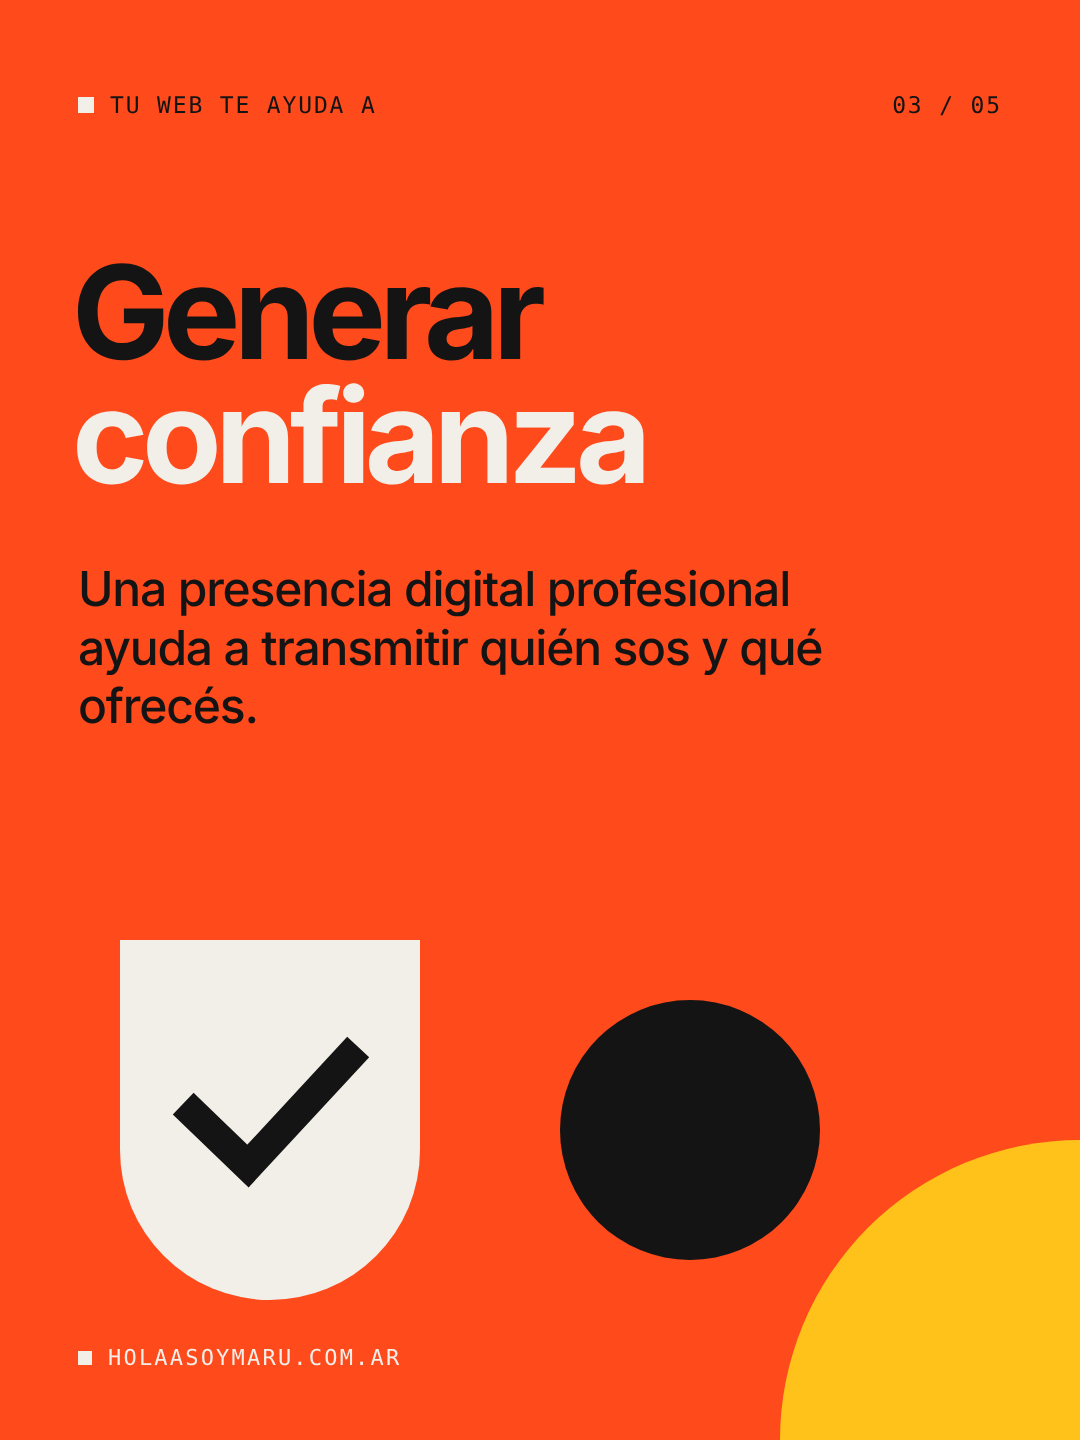 TU WEB TE AYUDA A
03 / 05
Generar
confianza
Una presencia digital profesional
ayuda a transmitir quién sos y qué
ofrecés.
HOLAASOYMARU.COM.AR